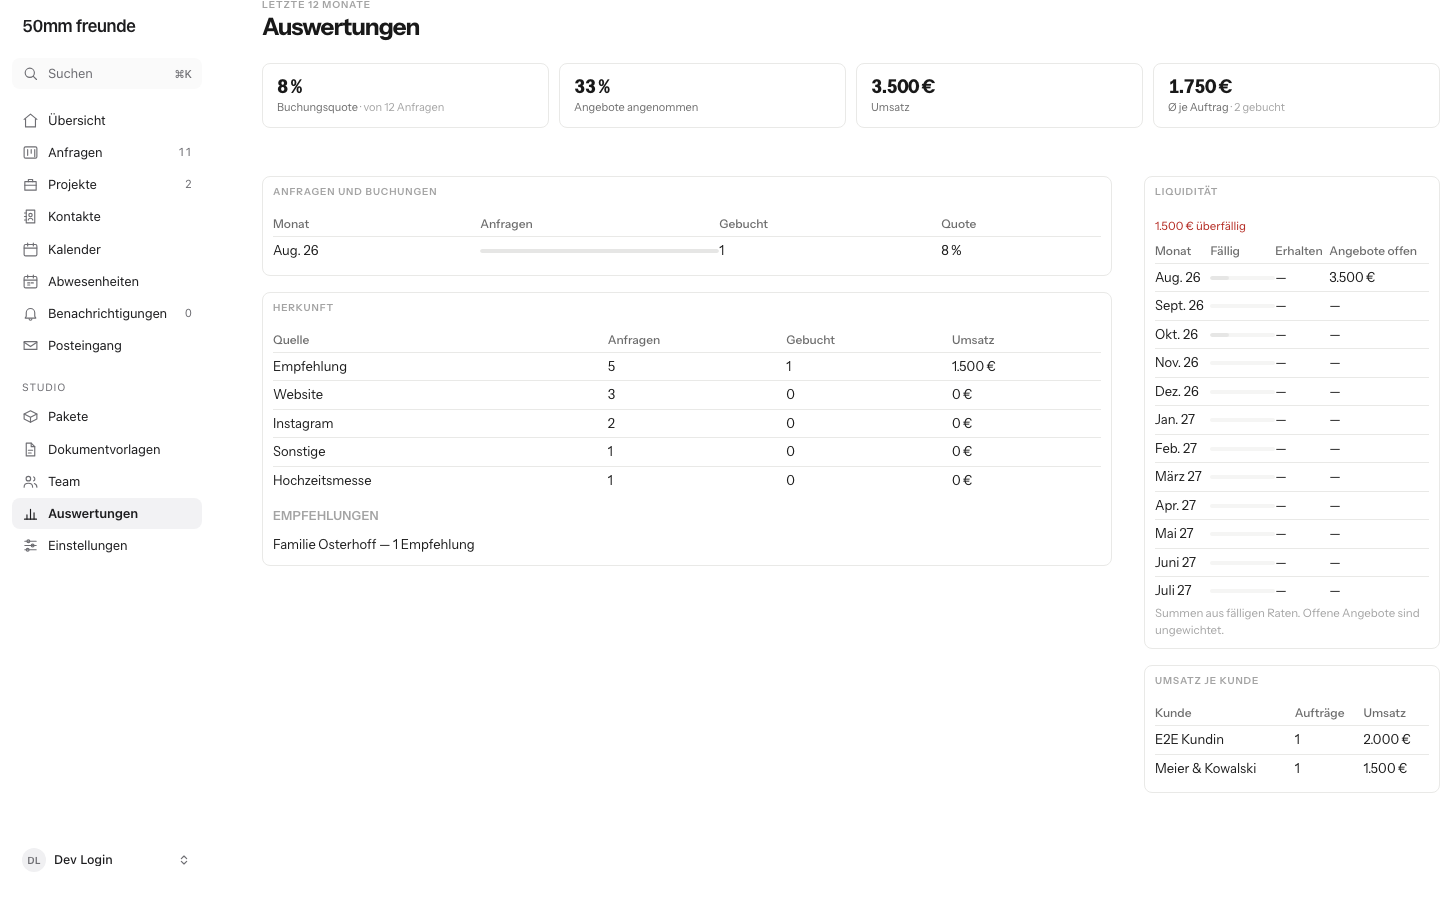 50mm freunde
Suchen ⌘K
Übersicht
Anfragen 11
Projekte 2
Kontakte
Kalender
Abwesenheiten
Benachrichtigungen 0
Posteingang
STUDIO
Pakete
Dokumentvorlagen
Team
Auswertungen
Einstellungen
DL Dev Login
LETZTE 12 MONATE
Auswertungen
8 %
Buchungsquote · von 12 Anfragen
33 %
Angebote angenommen
3.500 €
Umsatz
1.750 €
Ø je Auftrag · 2 gebucht
ANFRAGEN UND BUCHUNGEN
Monat Anfragen Gebucht Quote
Aug. 26 1 8 %
HERKUNFT
Quelle Anfragen Gebucht Umsatz
Empfehlung 5 1 1.500 €
Website 3 0 0 €
Instagram 2 0 0 €
Sonstige 1 0 0 €
Hochzeitsmesse 1 0 0 €
EMPFEHLUNGEN
Familie Osterhoff — 1 Empfehlung
LIQUIDITÄT
1.500 € überfällig
Monat Fällig Erhalten Angebote offen
Aug. 26 — 3.500 €
Sept. 26 — —
Okt. 26 — —
Nov. 26 — —
Dez. 26 — —
Jan. 27 — —
Feb. 27 — —
März 27 — —
Apr. 27 — —
Mai 27 — —
Juni 27 — —
Juli 27 — —
Summen aus fälligen Raten. Offene Angebote sind
ungewichtet.
UMSATZ JE KUNDE
Kunde Aufträge Umsatz
E2E Kundin 1 2.000 €
Meier & Kowalski 1 1.500 €